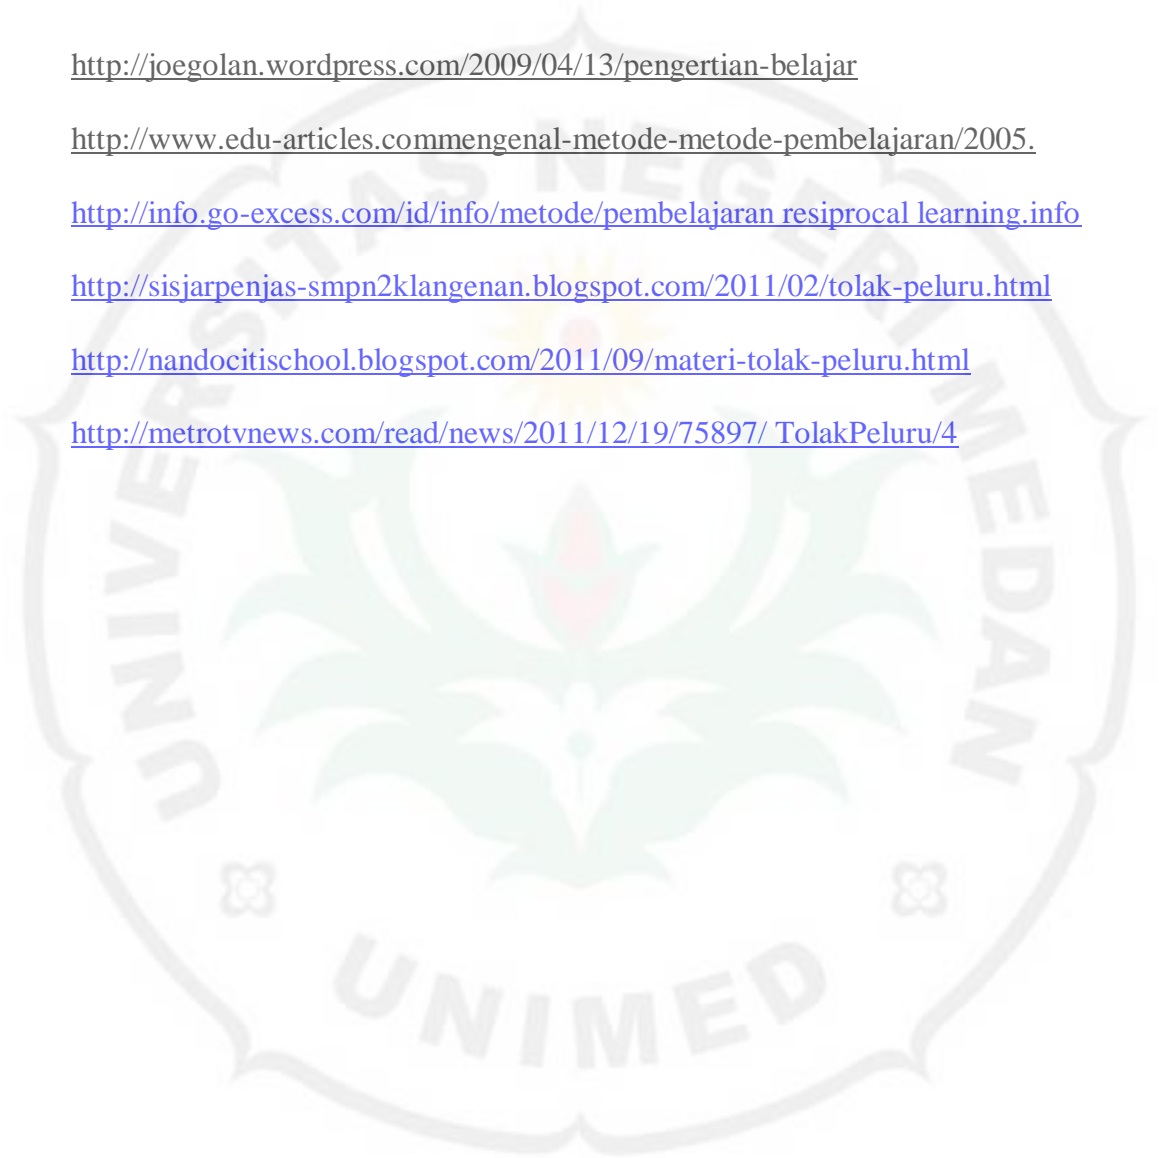 http://joegolan.wordpress.com/2009/04/13/pengertian-belajar
http://www.edu-articles.commengenal-metode-metode-pembelajaran/2005.
http://info.go-excess.com/id/info/metode/pembelajaran resiprocal learning.info
http://sisjarpenjas-smpn2klangenan.blogspot.com/2011/02/tolak-peluru.html
http://nandocitischool.blogspot.com/2011/09/materi-tolak-peluru.html
http://metrotvnews.com/read/news/2011/12/19/75897/ TolakPeluru/4
UNIVERSITAS NEGERI MEDAN
UNIMED